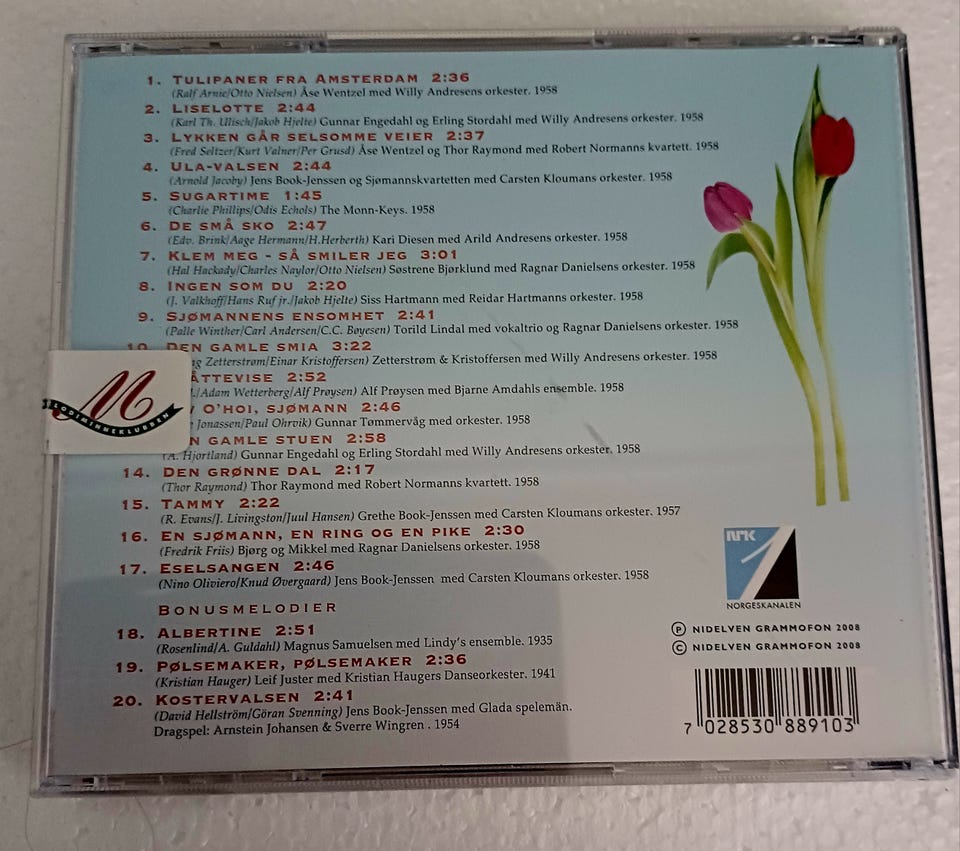 1. TULIPANER FRA AMSTERDAM 2:36
(Ralf Arnie/Otto Nielsen) Åse Wentzel med Willy Andresens orkester. 1958
2. LISELOTTE 2:44
(Karl Th. Ulisch/Jakob Hjelte) Gunnar Engedahl og Erling Stordahl med Willy Andresens orkester. 1958
3. LYKKEN GÅR SELSOMME VEIER 2:37
(Fred Seltzer/Kurt Valner/Per Grusd) Åse Wentzel og Thor Raymond med Robert Normanns kvartett. 1958
4. ULA-VALSEN 2:44
(Arnold Jacoby) Jens Book-Jenssen og Sjømannskvartetten med Carsten Kloumans orkester. 1958
5. SUGARTIME 1:45
(Charlie Phillips/Odis Echols) The Monn-Keys. 1958
6. DE SMÅ SKO 2:47
(Edv. Brink/Aage Hermann/H.Herberth) Kari Diesen med Arild Andresens orkester. 1958
7. KLEM MEG - SÅ SMILER JEG 3:01
(Hal Hackady/Charles Naylor/Otto Nielsen) Søstrene Bjørklund med Ragnar Danielsens orkester. 1958
8. INGEN SOM DU 2:20
(J. Valkhoff/Hans Ruf jr./Jakob Hjelte) Siss Hartmann med Reidar Hartmanns orkester. 1958
9. SJØMANNENS ENSOMHET 2:41
(Palle Winther/Carl Andersen/C.C. Bøyesen) Torild Lindal med vokaltrio og Ragnar Danielsens orkester. 1958
10. DEN GAMLE SMIA 3:22
Zetterstrøm/Einar Kristoffersen) Zetterstrøm & Kristoffersen med Willy Andresens orkester. 1958
ÅTTEVISE 2:52
/Adam Wetterberg/Alf Prøysen) Alf Prøysen med Bjarne Amdahls ensemble. 1958
O'HOI, SJØMANN 2:46
Jonassen/Paul Ohrvik) Gunnar Tømmervåg med orkester. 1958
N GAMLE STUEN 2:58
(A. Hjortland) Gunnar Engedahl og Erling Stordahl med Willy Andresens orkester. 1958
14. DEN GRØNNE DAL 2:17
(Thor Raymond) Thor Raymond med Robert Normanns kvartett. 1958
15. TAMMY 2:22
(R. Evans/J. Livingston/Juul Hansen) Grethe Book-Jenssen med Carsten Kloumans orkester. 1957
16. EN SJØMANN, EN RING OG EN PIKE 2:30
(Fredrik Friis) Bjørg og Mikkel med Ragnar Danielsens orkester. 1958
17. ESELSANGEN 2:46
(Nino Oliviero/Knud Øvergaard) Jens Book-Jenssen med Carsten Kloumans orkester. 1958
BONUSMELODIER
18. ALBERTINE 2:51
(Rosenlind/A. Guldahl) Magnus Samuelsen med Lindy's ensemble. 1935
19. PØLSEMAKER, PØLSEMAKER 2:36
(Kristian Hauger) Leif Juster med Kristian Haugers Danseorkester. 1941
20. KOSTERVALSEN 2:41
(David Hellström/Göran Svenning) Jens Book-Jenssen med Glada spelemän.
Dragspel: Arnstein Johansen & Sverre Wingren . 1954
M
LODIMINNEKLUBBEN
NRK
1
NORGESKANALEN
Ⓟ NIDELVEN GRAMMOFON 2008
© NIDELVEN GRAMMOFON 2008
7 028530 889103